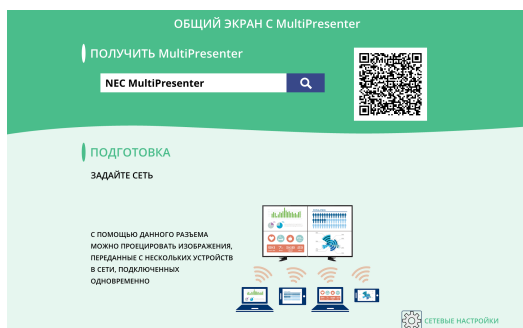 ОБЩИЙ ЭКРАН С MultiPresenter
ПОЛУЧИТЬ MultiPresenter
NEC MultiPresenter
ПОДГОТОВКА
ЗАДАЙТЕ СЕТЬ
С ПОМОЩЬЮ ДАННОГО РАЗЪЕМА
МОЖНО ПРОЕЦИРОВАТЬ ИЗОБРАЖЕНИЯ,
ПЕРЕДАННЫЕ С НЕСКОЛЬКИХ УСТРОЙСТВ
В СЕТИ, ПОДКЛЮЧЕННЫХ
ОДНОВРЕМЕННО
СЕТЕВЫЕ НАСТРОЙКИ